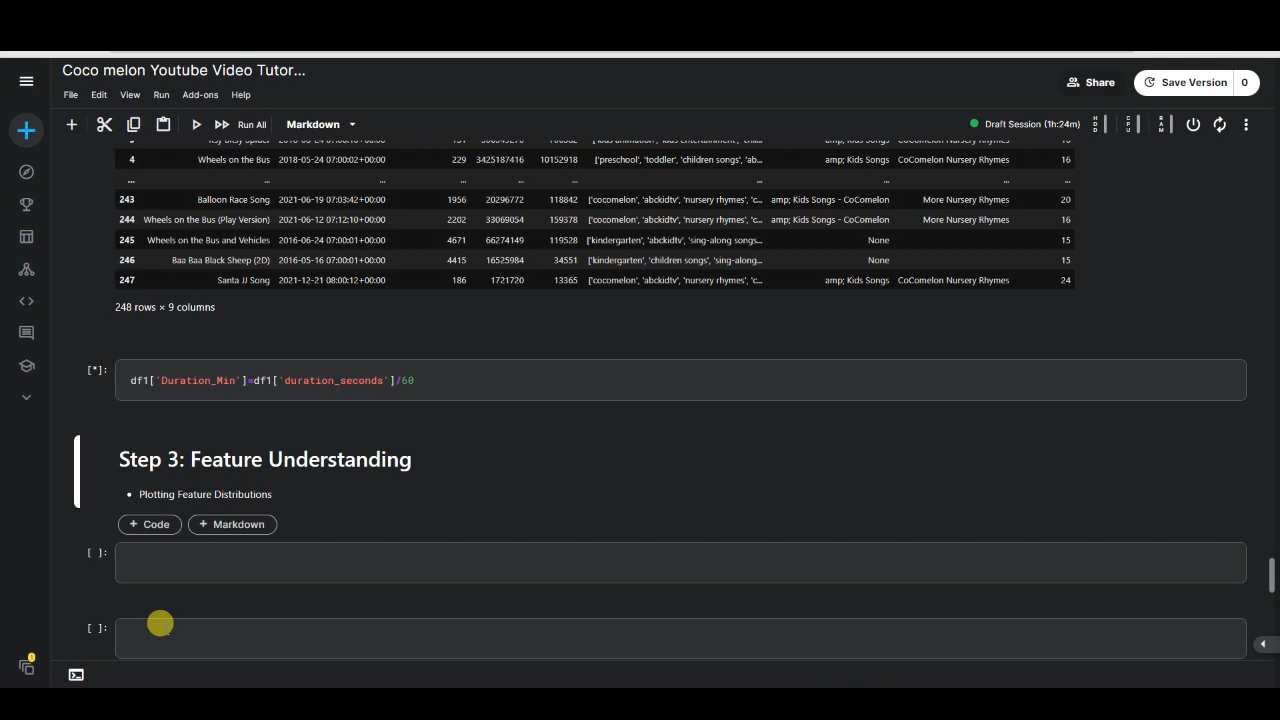 Coco melon Youtube Video Tutor...
File Edit View Run Add-ons Help
Share
Save Version 0
Run All Markdown
Draft Session (1h:24m) HDD CPU RAM
4 Wheels on the Bus 2018-05-24 07:00:02+00:00 229 3425187416 10152918 ['preschool', 'toddler', 'children songs', 'ab... amp; Kids Songs CoComelon Nursery Rhymes 16
... ... ... ... ... ... ... ... ... ...
243 Balloon Race Song 2021-06-19 07:03:42+00:00 1956 20296772 118842 ['cocomelon', 'abckidtv', 'nursery rhymes', 'c... amp; Kids Songs - CoComelon More Nursery Rhymes 20
244 Wheels on the Bus (Play Version) 2021-06-12 07:12:10+00:00 2202 33069054 159378 ['cocomelon', 'abckidtv', 'nursery rhymes', 'c... amp; Kids Songs - CoComelon More Nursery Rhymes 16
245 Wheels on the Bus and Vehicles 2016-06-24 07:00:01+00:00 4671 66274149 119528 ['kindergarten', 'abckidtv', 'sing-along songs... None 15
246 Baa Baa Black Sheep (2D) 2016-05-16 07:00:01+00:00 4415 16525984 34551 ['kindergarten', 'children songs', 'sing-along... None 15
247 Santa JJ Song 2021-12-21 08:00:12+00:00 186 1721720 13365 ['cocomelon', 'abckidtv', 'nursery rhymes', 'c... amp; Kids Songs CoComelon Nursery Rhymes 24
248 rows × 9 columns
[*]: df1['Duration_Min']=df1['duration_seconds']/60
Step 3: Feature Understanding
• Plotting Feature Distributions
+ Code + Markdown
[ ]:
[ ]:
1